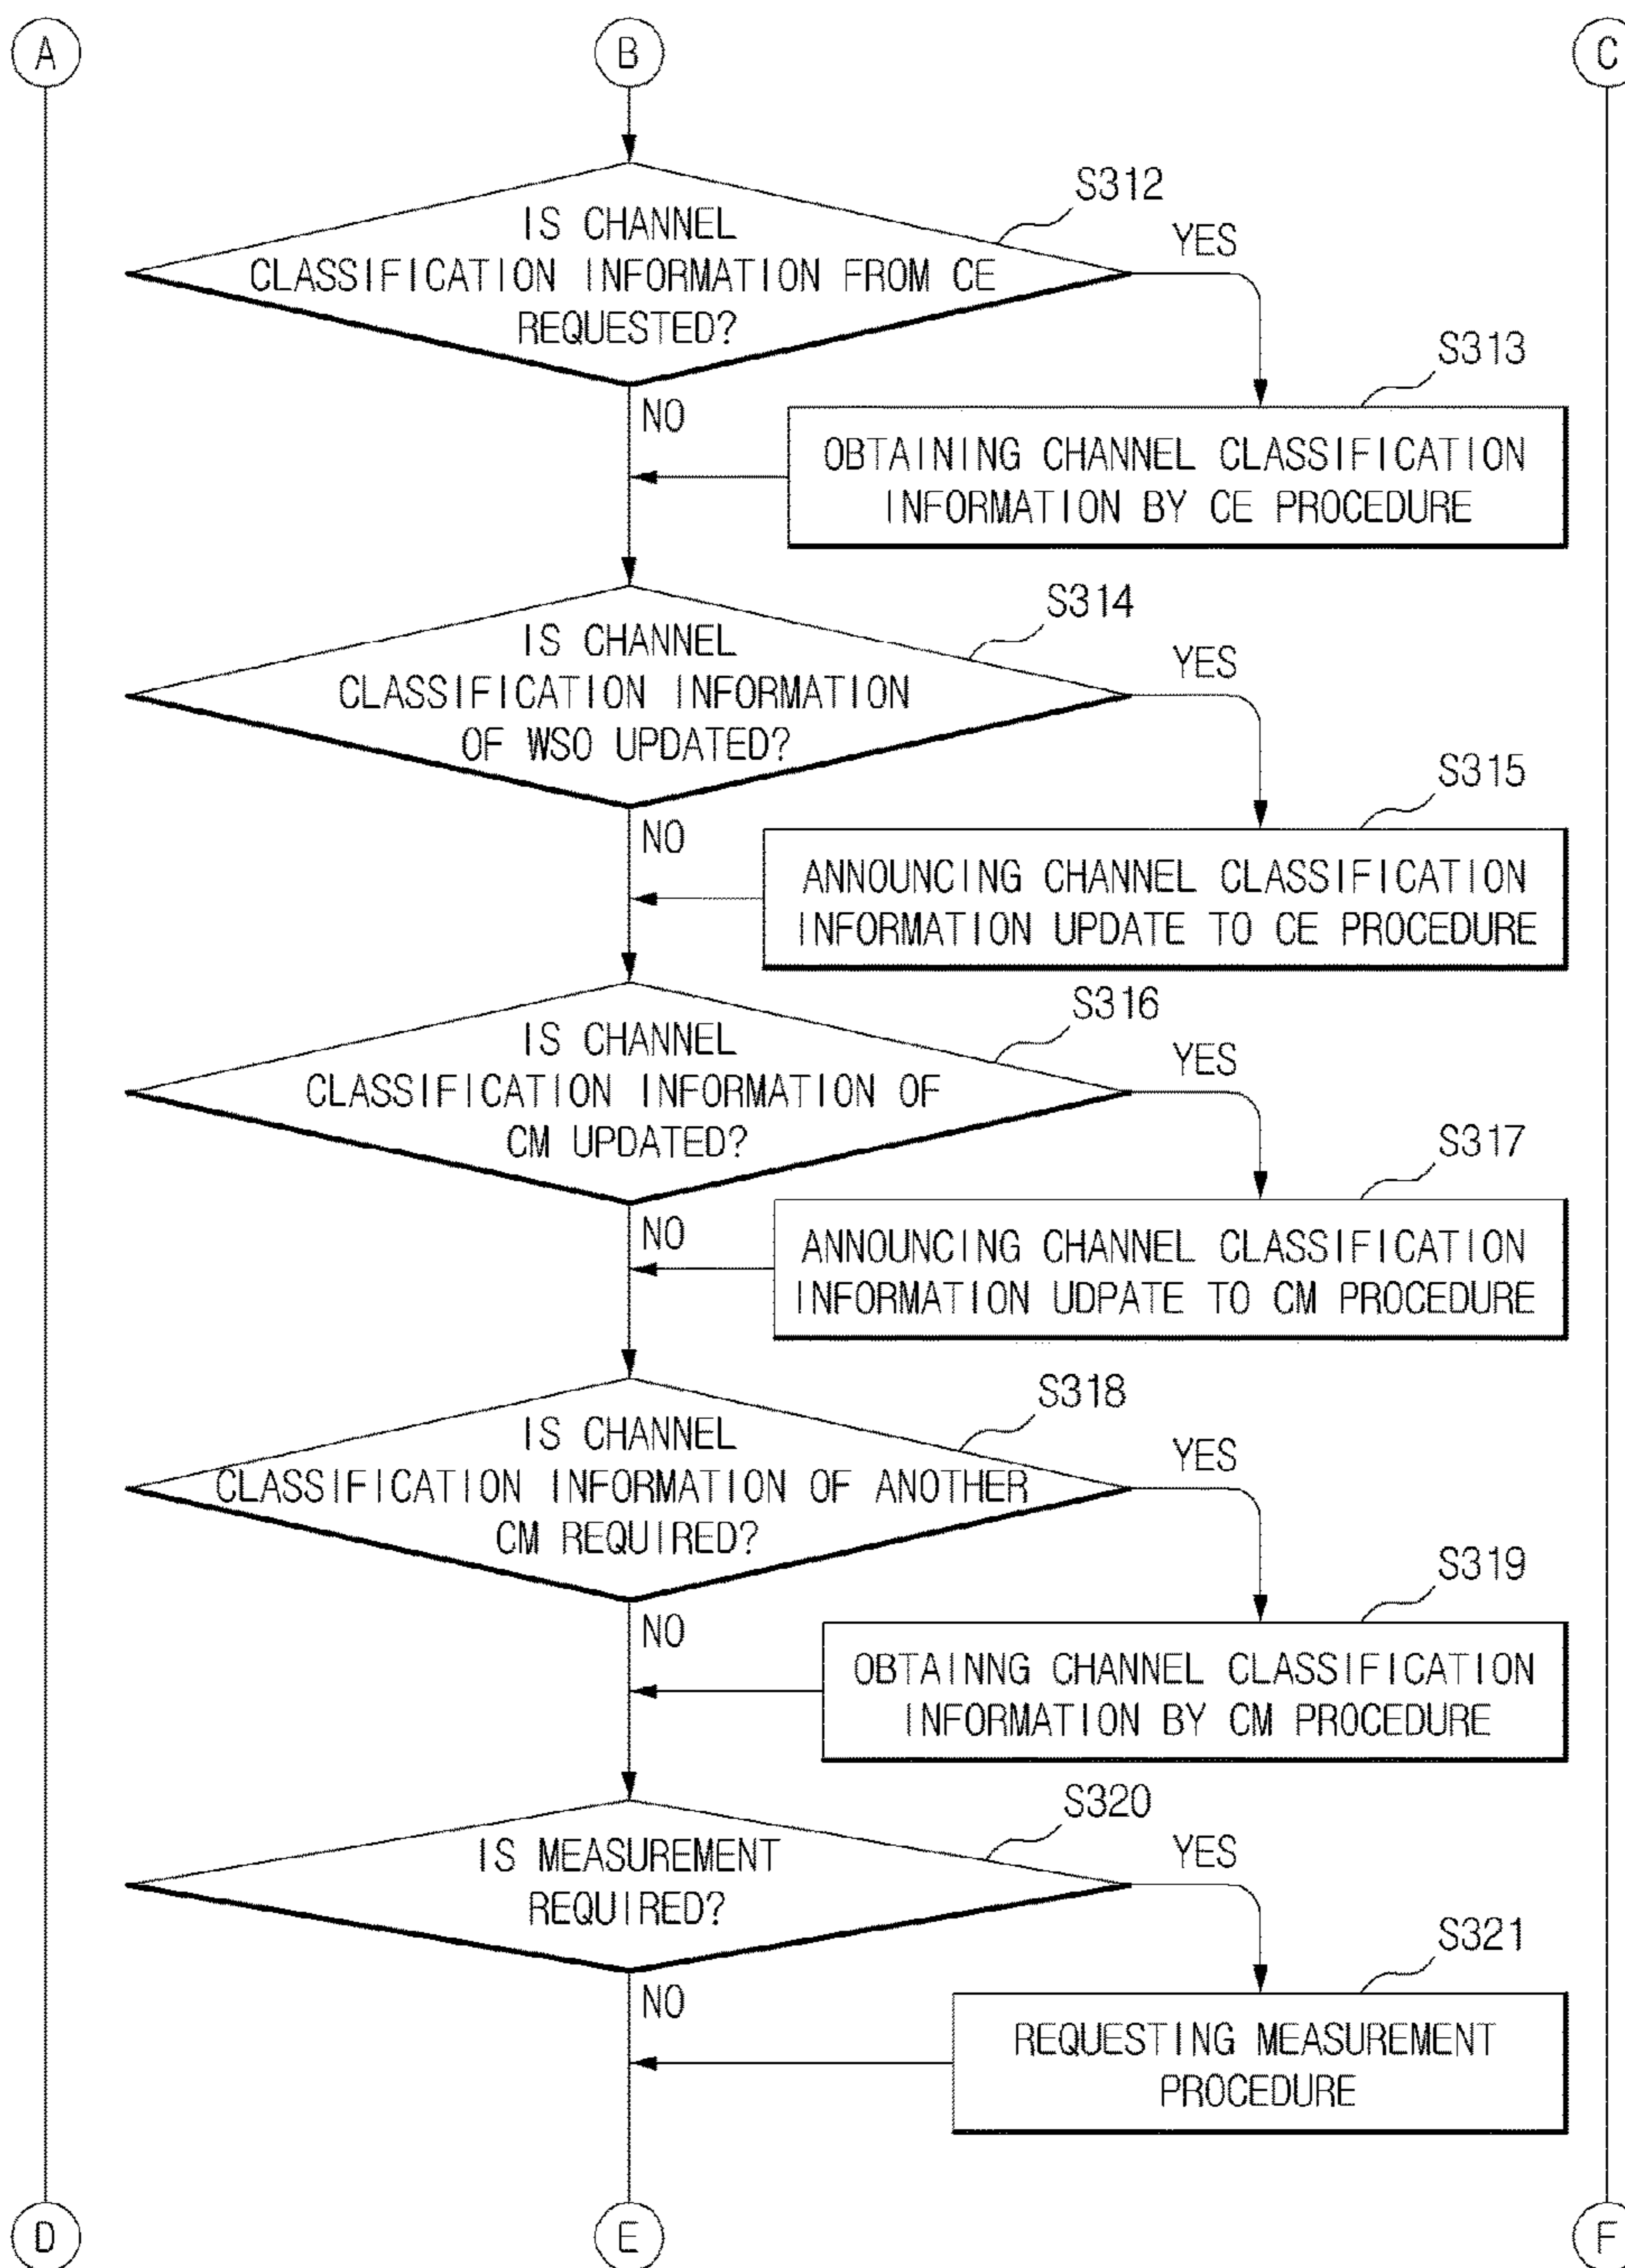 A
B
C
S312
IS CHANNEL
CLASSIFICATION INFORMATION FROM CE
REQUESTED?
YES
NO
S313
OBTAINING CHANNEL CLASSIFICATION
INFORMATION BY CE PROCEDURE
S314
IS CHANNEL
CLASSIFICATION INFORMATION
OF WSO UPDATED?
YES
NO
S315
ANNOUNCING CHANNEL CLASSIFICATION
INFORMATION UPDATE TO CE PROCEDURE
S316
IS CHANNEL
CLASSIFICATION INFORMATION OF
CM UPDATED?
YES
NO
S317
ANNOUNCING CHANNEL CLASSIFICATION
INFORMATION UDPATE TO CM PROCEDURE
S318
IS CHANNEL
CLASSIFICATION INFORMATION OF ANOTHER
CM REQUIRED?
YES
NO
S319
OBTAINNG CHANNEL CLASSIFICATION
INFORMATION BY CM PROCEDURE
S320
IS MEASUREMENT
REQUIRED?
YES
NO
S321
REQUESTING MEASUREMENT
PROCEDURE
D
E
F